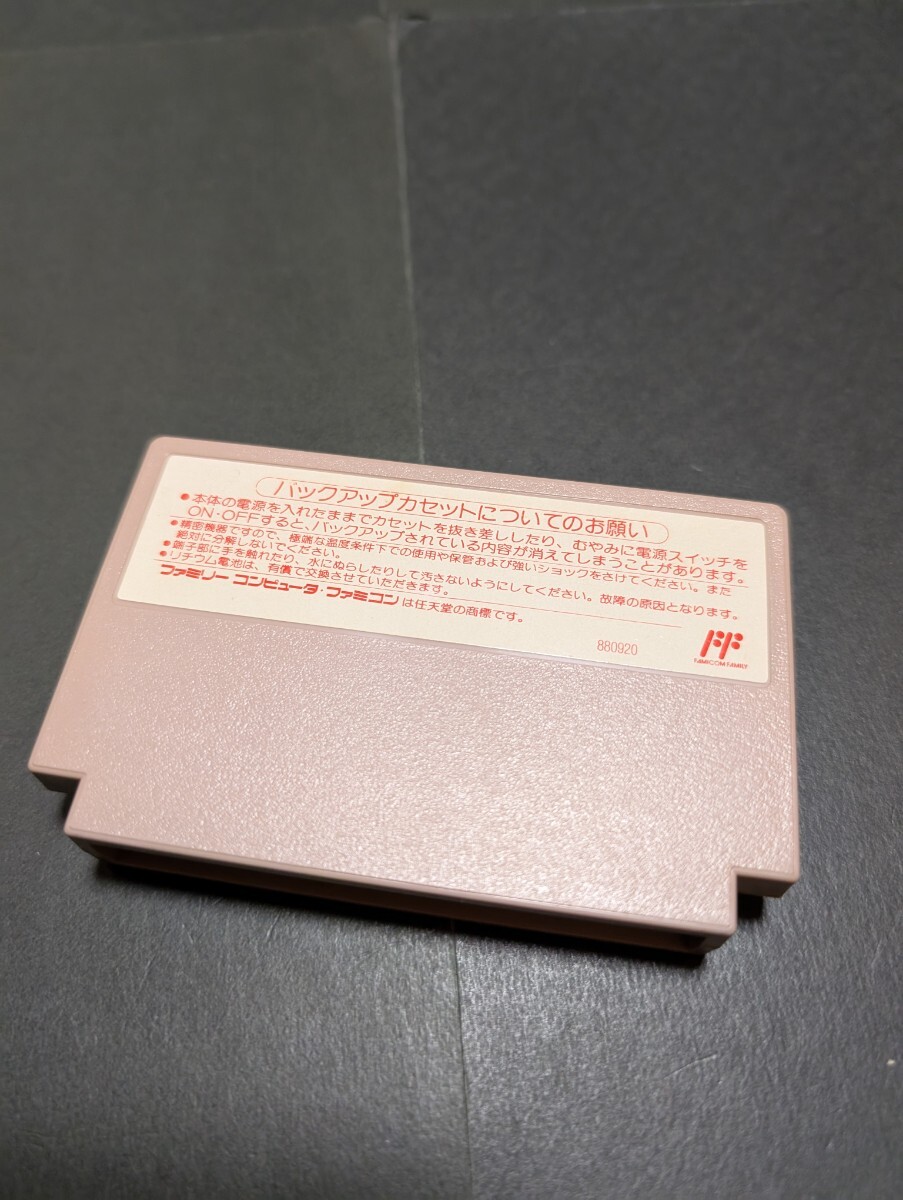 バックアップカセットについてのお願い
●本体の電源を入れたままでカセットを抜き差ししたり、むやみに電源スイッチを
ON·OFFすると、バックアップされている内容が消えてしまうことがあります。
●精密機器ですので、極端な温度条件下での使用や保管および強いショックをさけてください。また
絶対に分解しないでください。
●端子部に手を触れたり、水にぬらしたりして汚さないようにしてください。故障の原因となります。
●リチウム電池は、有償で交換させていただきます。
ファミリー コンピュータ·ファミコンは任天堂の商標です。
880920
FAMICOM FAMILY